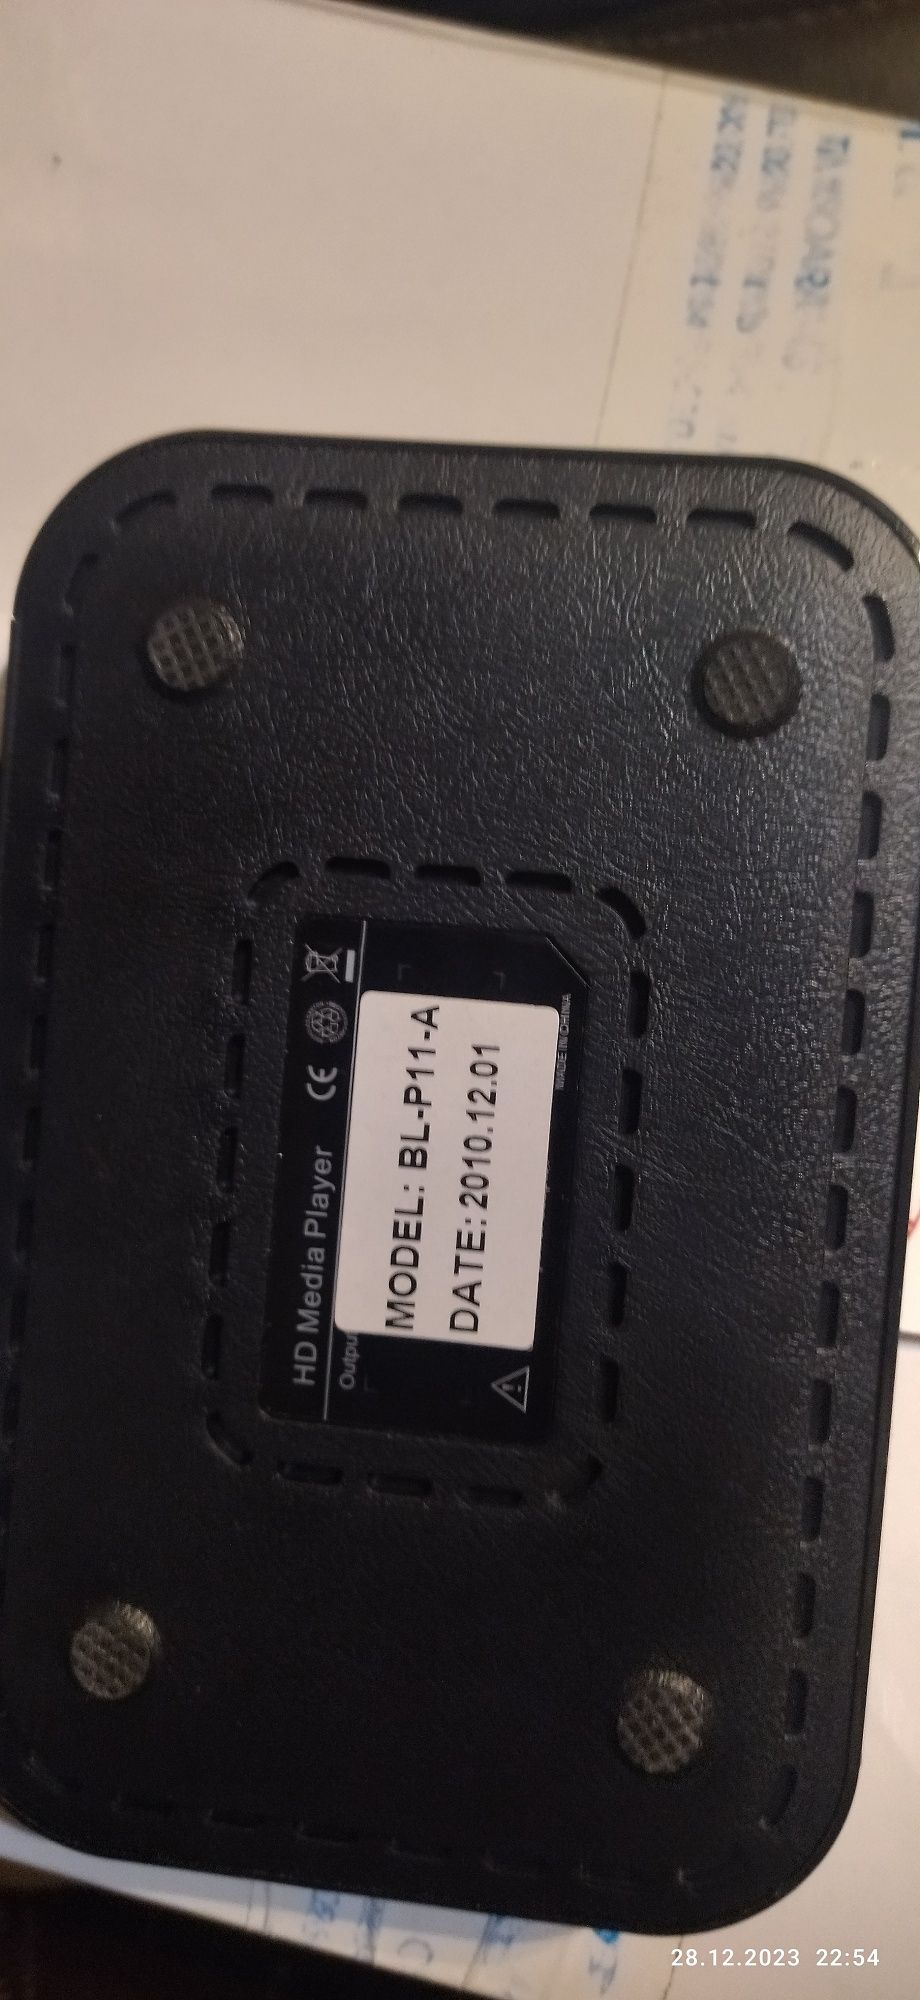 HD Media Player CE
Outpu
MODEL: BL-P11-A
DATE: 2010.12.01
MADE IN CHINA
28.12.2023 22:54